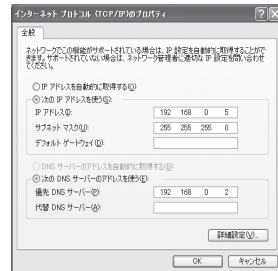 インターネット プロトコル (TCP/IP)のプロパティ
全般
ネットワークでこの機能がサポートされている場合は、IP 設定を自動的に取得することがで
きます。サポートされていない場合は、ネットワーク管理者に適切な IP 設定を問い合わせ
てください。
IP アドレスを自動的に取得する(O)
次の IP アドレスを使う(S):
IP アドレス(I): 192 168 0 5
サブネット マスク(U): 255 255 255 0
デフォルト ゲートウェイ(D):
DNS サーバーのアドレスを自動的に取得する(B)
次の DNS サーバーのアドレスを使う(E):
優先 DNS サーバー(P): 192 168 0 2
代替 DNS サーバー(A):
詳細設定(V)...
OK キャンセル